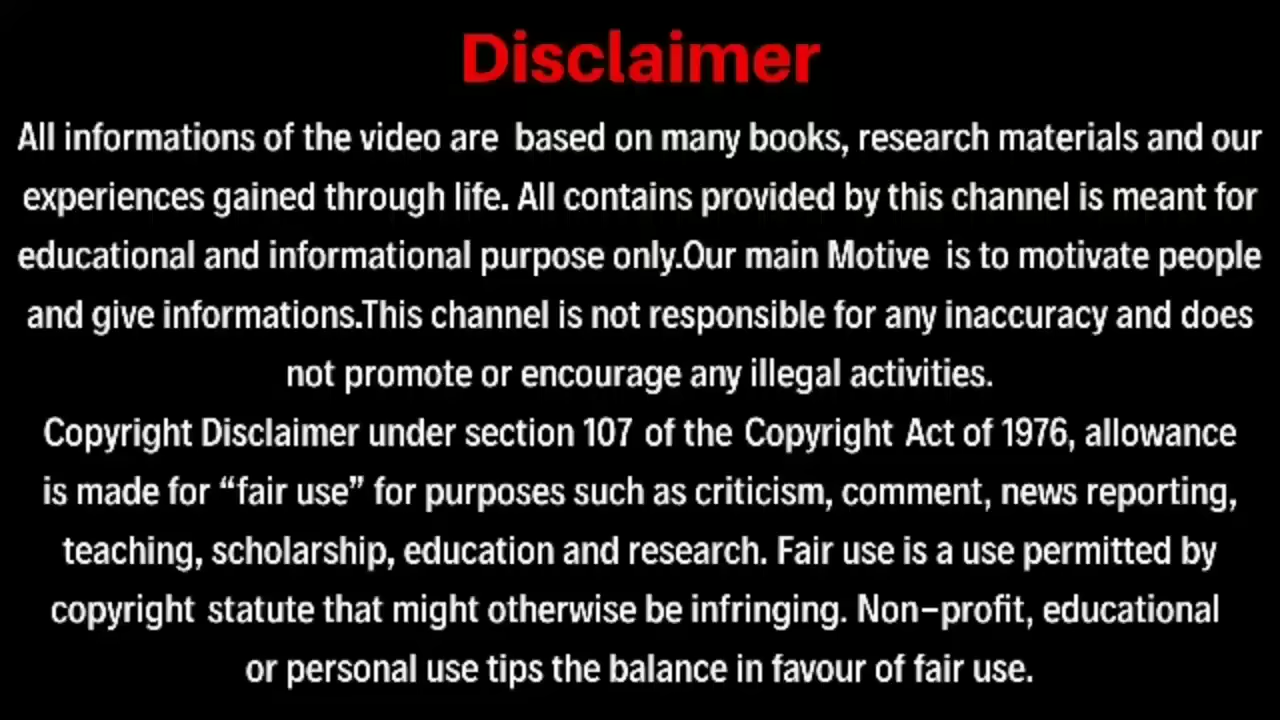 Disclaimer
All informations of the video are based on many books, research materials and our
experiences gained through life. All contains provided by this channel is meant for
educational and informational purpose only.Our main Motive is to motivate people
and give informations.This channel is not responsible for any inaccuracy and does
not promote or encourage any illegal activities.
Copyright Disclaimer under section 107 of the Copyright Act of 1976, allowance
is made for “fair use” for purposes such as criticism, comment, news reporting,
teaching, scholarship, education and research. Fair use is a use permitted by
copyright statute that might otherwise be infringing. Non–profit, educational
or personal use tips the balance in favour of fair use.